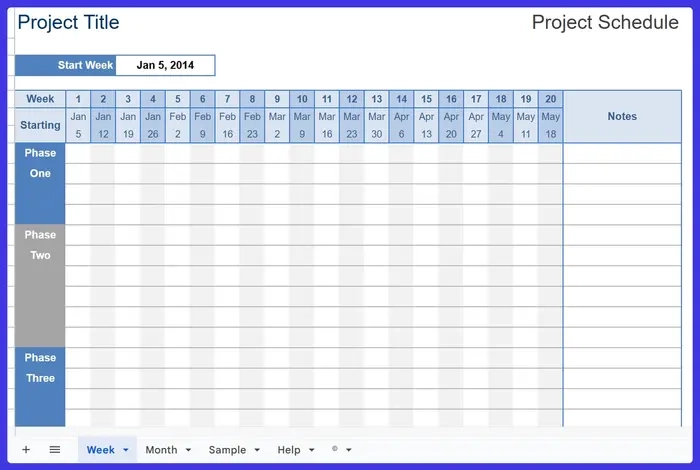 Project Title Project Schedule
Start Week Jan 5, 2014
Week 1 2 3 4 5 6 7 8 9 10 11 12 13 14 15 16 17 18 19 20 Notes
Starting Jan Jan Jan Jan Feb Feb Feb Feb Mar Mar Mar Mar Mar Apr Apr Apr Apr May May May
5 12 19 26 2 9 16 23 2 9 16 23 30 6 13 20 27 4 11 18
Phase
One
Phase
Two
Phase
Three
+ Week Month Sample Help ©